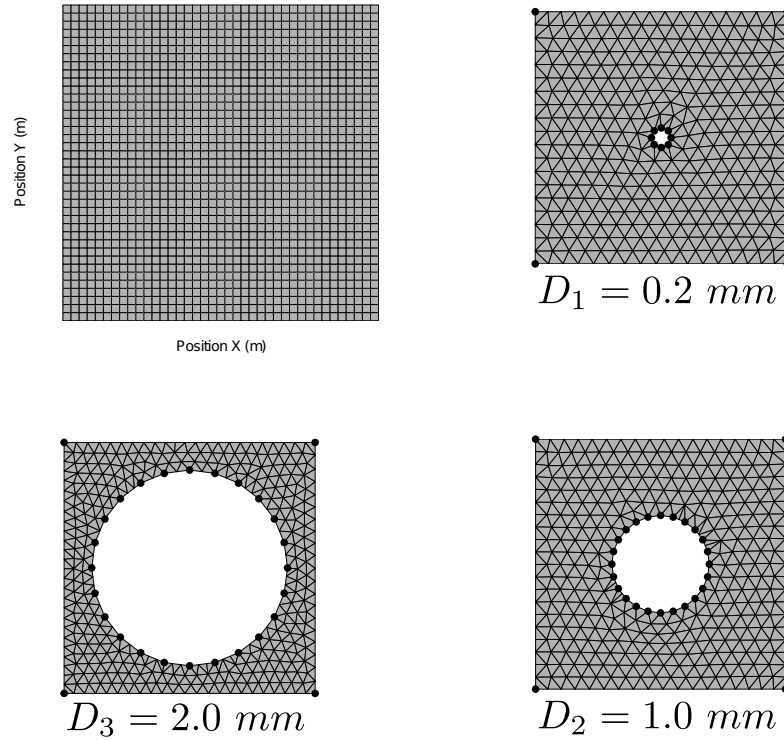 Position Y (m)
Position X (m)
D₁ = 0.2 mm
D₃ = 2.0 mm
D₂ = 1.0 mm